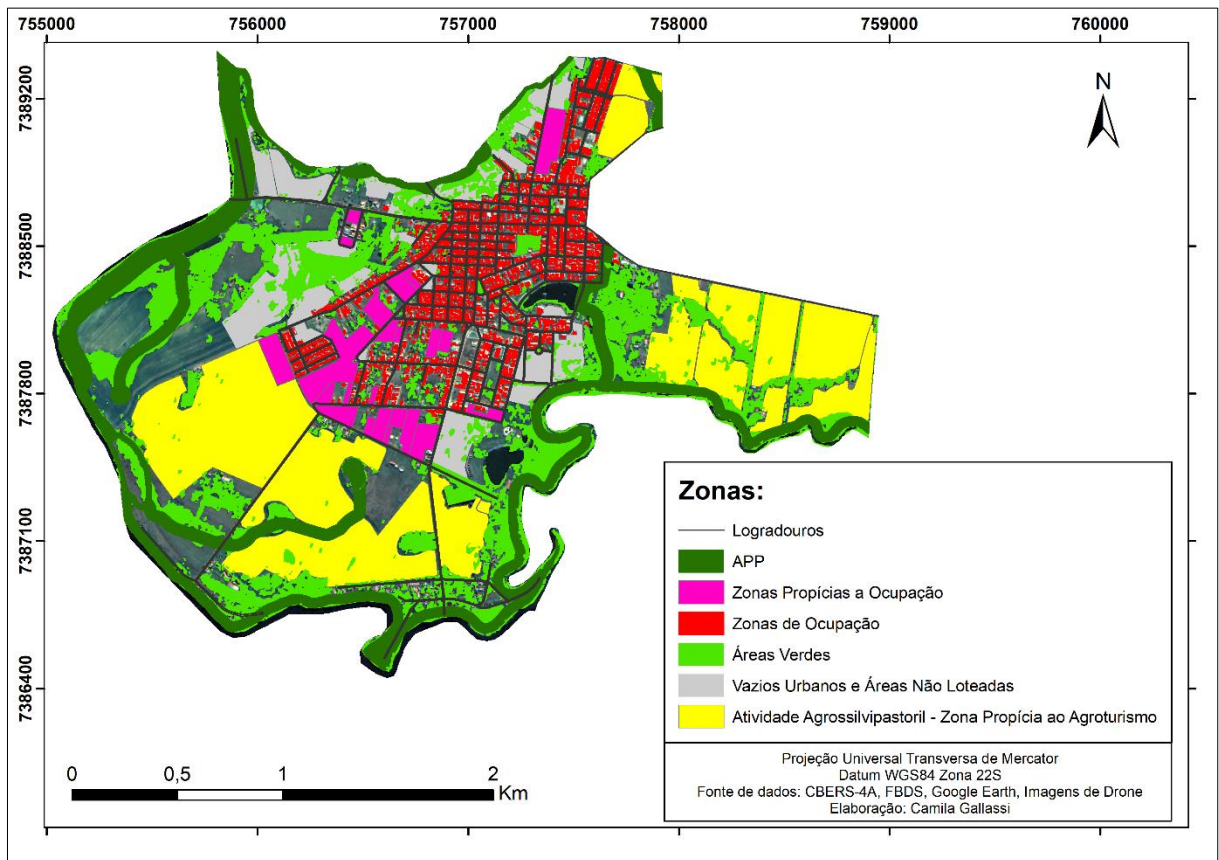 755000 756000 757000 758000 759000 760000
7389200
7388500
7387800
7387100
7386400
N
Zonas:
Logradouros
APP
Zonas Propícias a Ocupação
Zonas de Ocupação
Áreas Verdes
Vazios Urbanos e Áreas Não Loteadas
Atividade Agrossilvipastoril - Zona Propícia ao Agroturismo
Projeção Universal Transversa de Mercator
Datum WGS84 Zona 22S
Fonte de dados: CBERS-4A, FBDS, Google Earth, Imagens de Drone
Elaboração: Camila Gallassi
0 0,5 1 2
Km